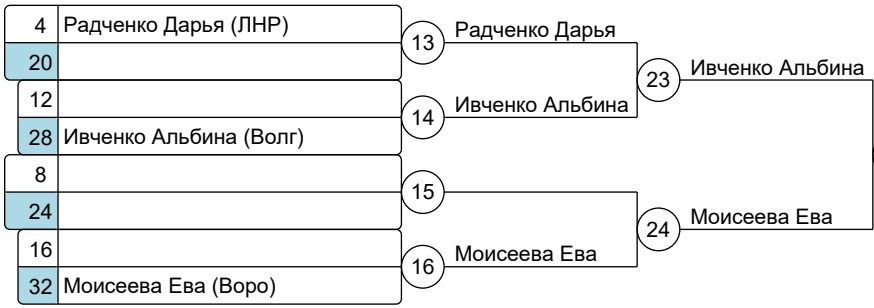 4 Радченко Дарья (ЛНР)
20
13 Радченко Дарья
12
28 Ивченко Альбина (Волг)
14 Ивченко Альбина
23 Ивченко Альбина
8
24
15
16
32 Моисеева Ева (Воро)
16 Моисеева Ева
24 Моисеева Ева